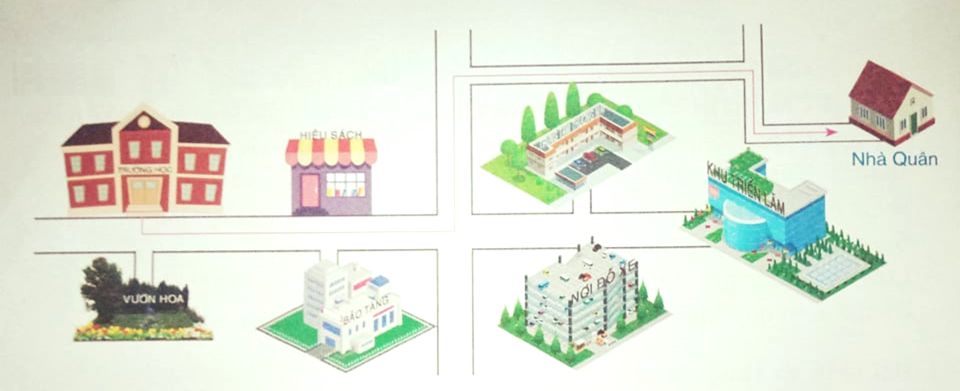 HIỆU SÁCH
TRƯỜNG HỌC
Nhà Quân
KHU TRIỂN LÃM
VƯỜN HOA
BẢO TÀNG
NƠI ĐỖ XE